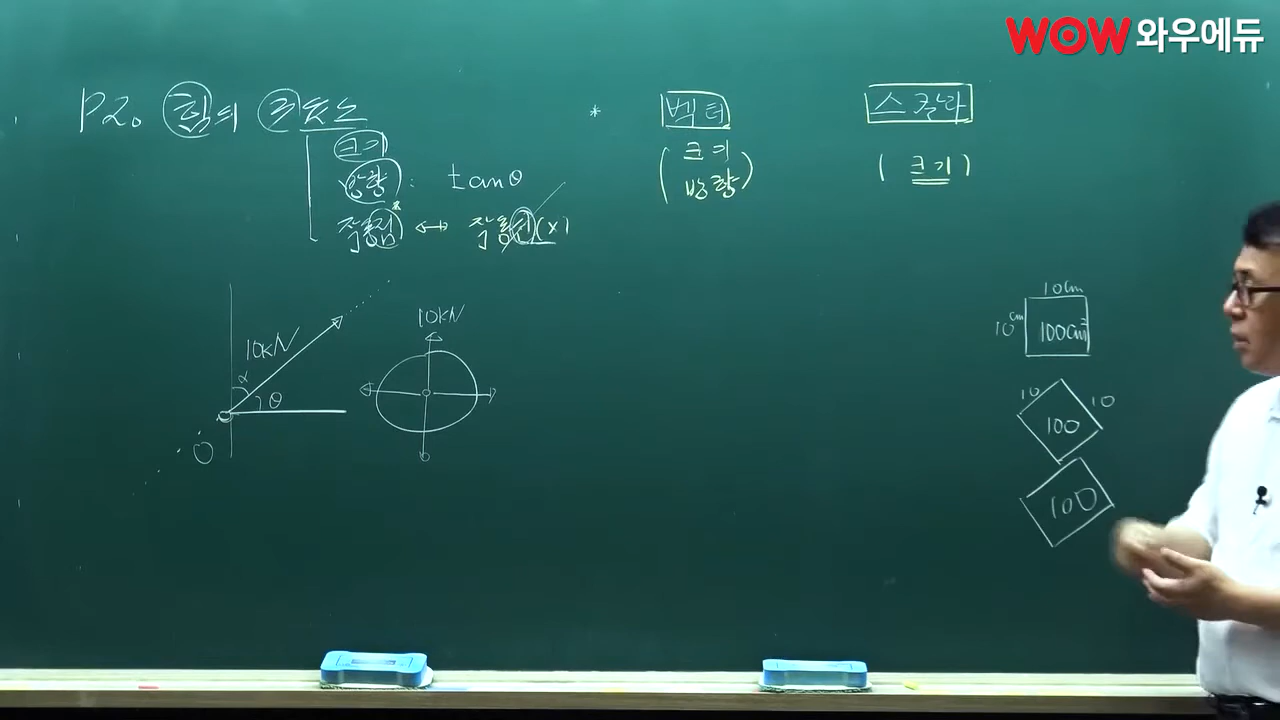 WOW 와우에듀
P2. 힘의 3요소
크기
방향 : tanθ
작용점 ↔ 작용선(x)
* 벡터
(크기
방향)
스칼라
(크기)
10kN
α
θ
O
10kN
10cm
10cm
100cm²
10
10
100
100